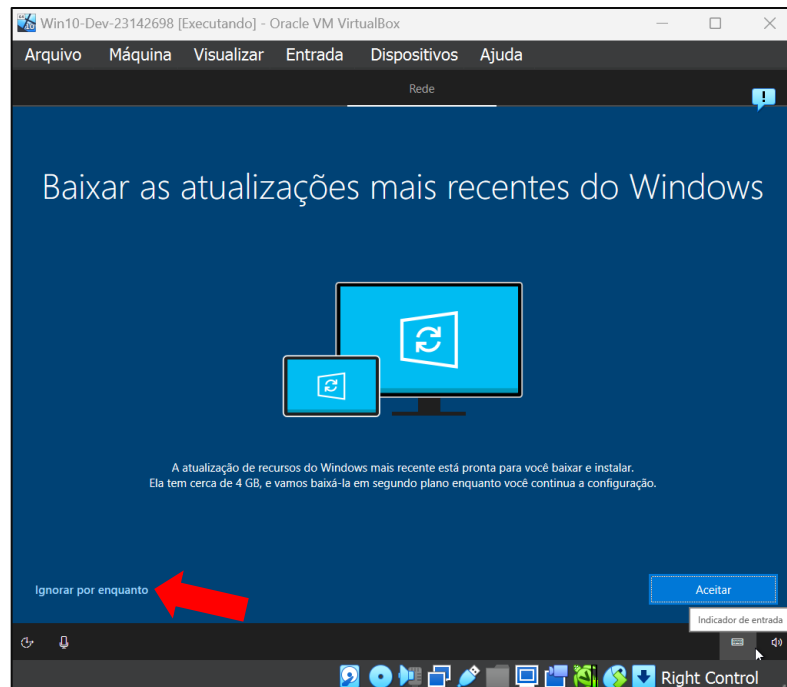 Win10-Dev-23142698 [Executando] - Oracle VM VirtualBox
Arquivo Máquina Visualizar Entrada Dispositivos Ajuda
Rede
Baixar as atualizações mais recentes do Windows
A atualização de recursos do Windows mais recente está pronta para você baixar e instalar.
Ela tem cerca de 4 GB, e vamos baixá-la em segundo plano enquanto você continua a configuração.
Ignorar por enquanto
Aceitar
Indicador de entrada
Right Control